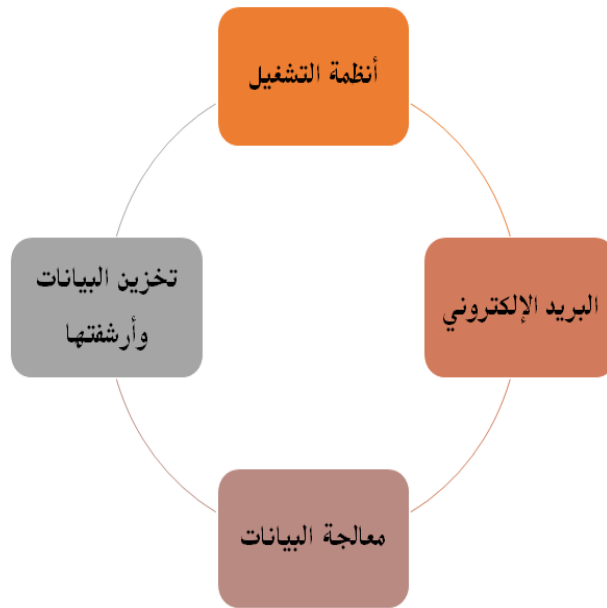 أنظمة التشغيل
البريد الإلكتروني
معالجة البيانات
تخزين البيانات
وأرشفتها